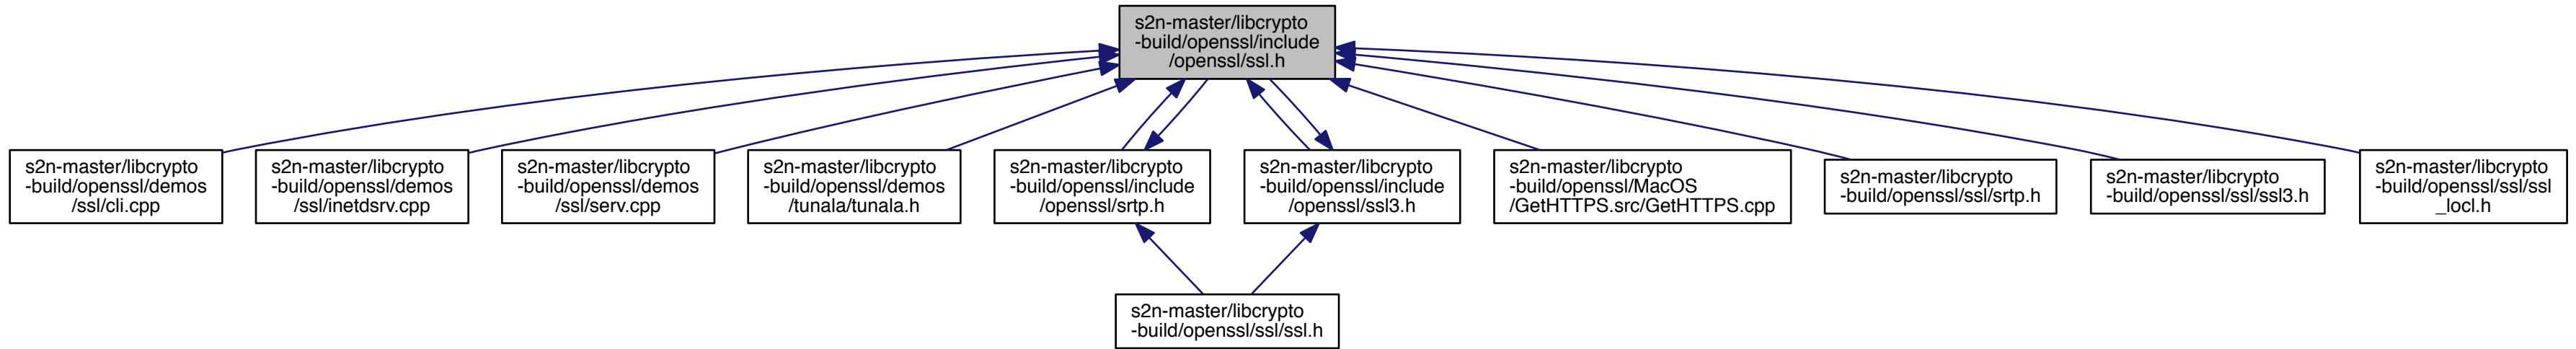 s2n-master/libcrypto
-build/openssl/include
/openssl/ssl.h
s2n-master/libcrypto
-build/openssl/demos
/ssl/cli.cpp
s2n-master/libcrypto
-build/openssl/demos
/ssl/inetdsrv.cpp
s2n-master/libcrypto
-build/openssl/demos
/ssl/serv.cpp
s2n-master/libcrypto
-build/openssl/demos
/tunala/tunala.h
s2n-master/libcrypto
-build/openssl/include
/openssl/srtp.h
s2n-master/libcrypto
-build/openssl/include
/openssl/ssl3.h
s2n-master/libcrypto
-build/openssl/MacOS
/GetHTTPS.src/GetHTTPS.cpp
s2n-master/libcrypto
-build/openssl/ssl/srtp.h
s2n-master/libcrypto
-build/openssl/ssl/ssl3.h
s2n-master/libcrypto
-build/openssl/ssl/ssl
_locl.h
s2n-master/libcrypto
-build/openssl/ssl/ssl.h